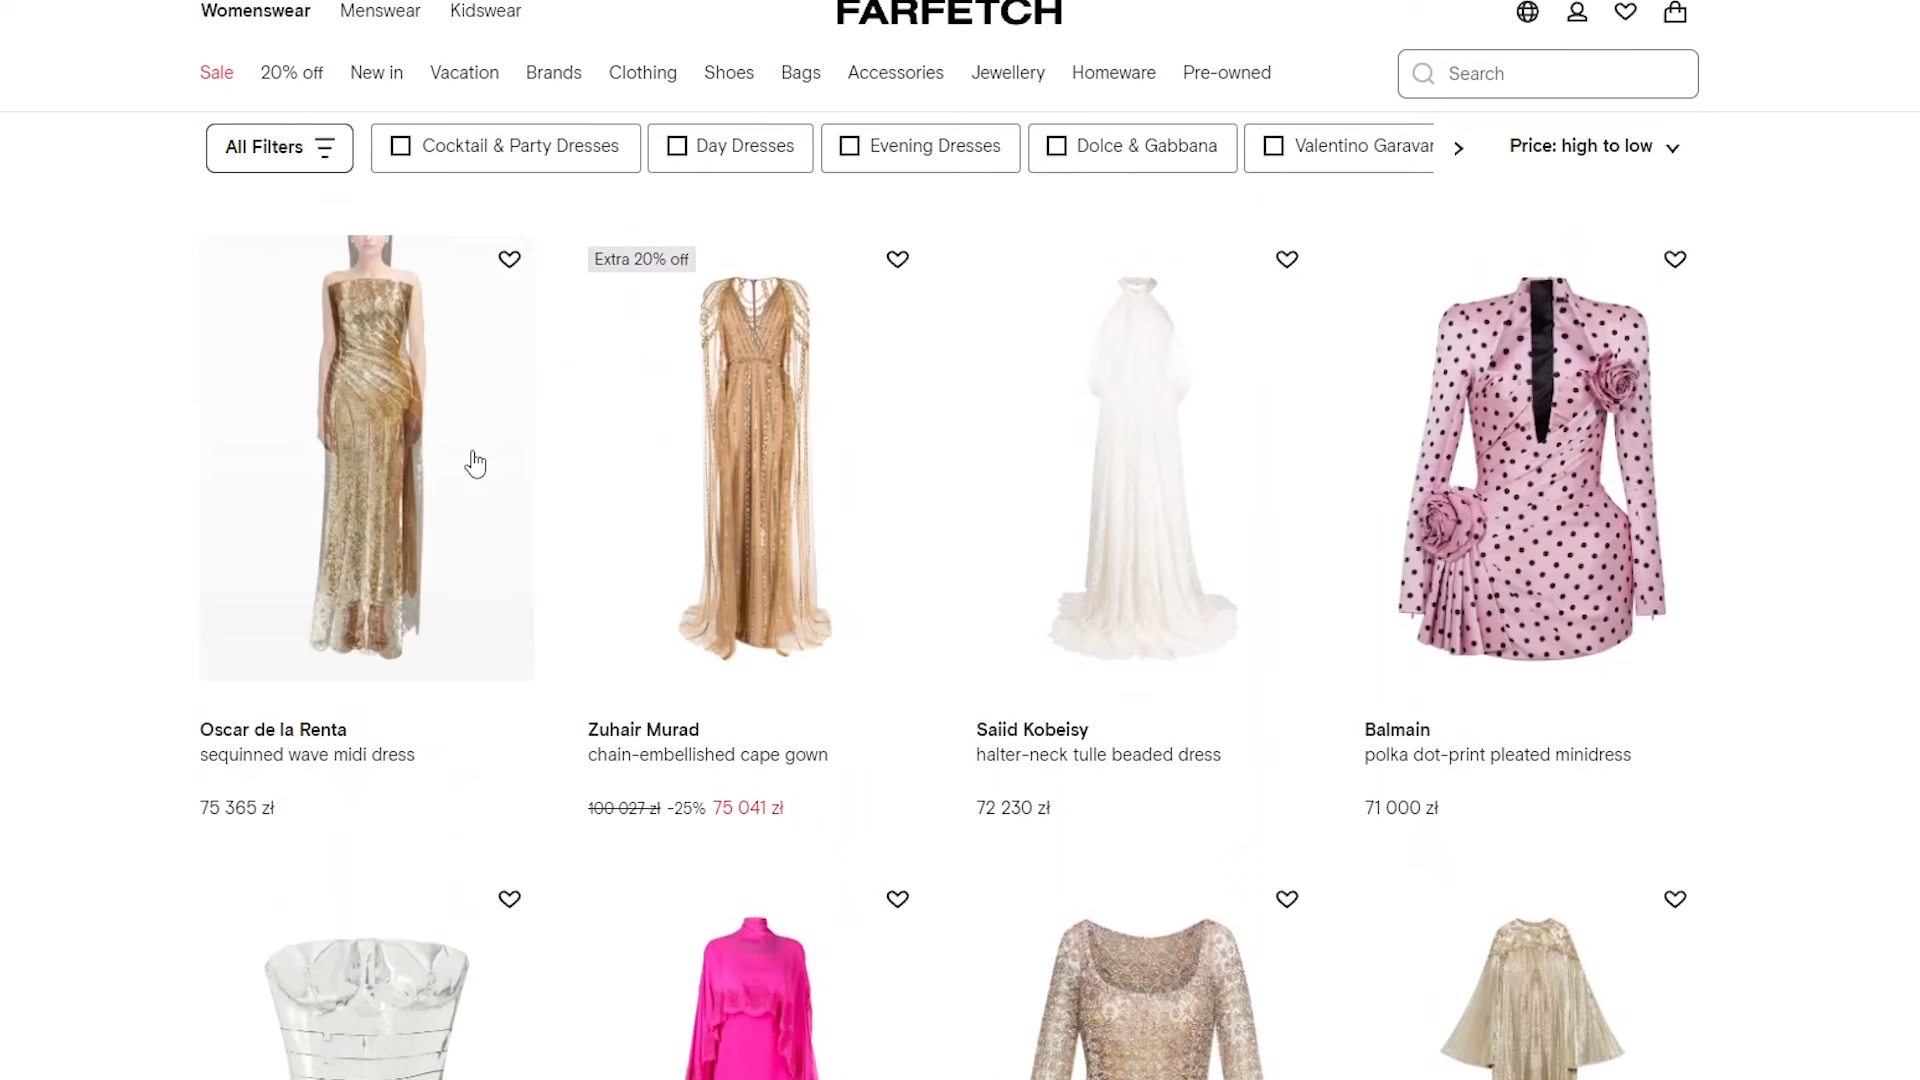 Womenswear Menswear Kidswear
FARFETCH
Sale 20% off New in Vacation Brands Clothing Shoes Bags Accessories Jewellery Homeware Pre-owned
Search
All Filters Cocktail & Party Dresses Day Dresses Evening Dresses Dolce & Gabbana Valentino Garavar Price: high to low
Extra 20% off
Oscar de la Renta
sequinned wave midi dress
75 365 zł
Zuhair Murad
chain-embellished cape gown
100 027 zł -25% 75 041 zł
Saiid Kobeisy
halter-neck tulle beaded dress
72 230 zł
Balmain
polka dot-print pleated minidress
71 000 zł